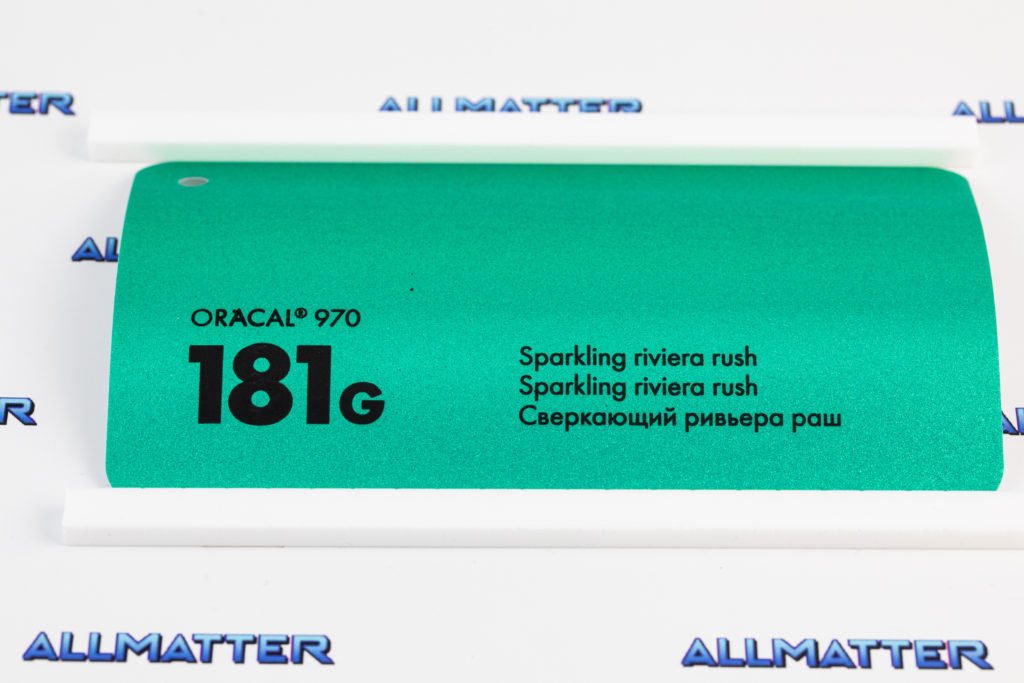 ALLMATTER
ORACAL® 970
181G
Sparkling riviera rush
Sparkling riviera rush
Сверкающий ривьера раш
ALLMATTER
ALLMATTER